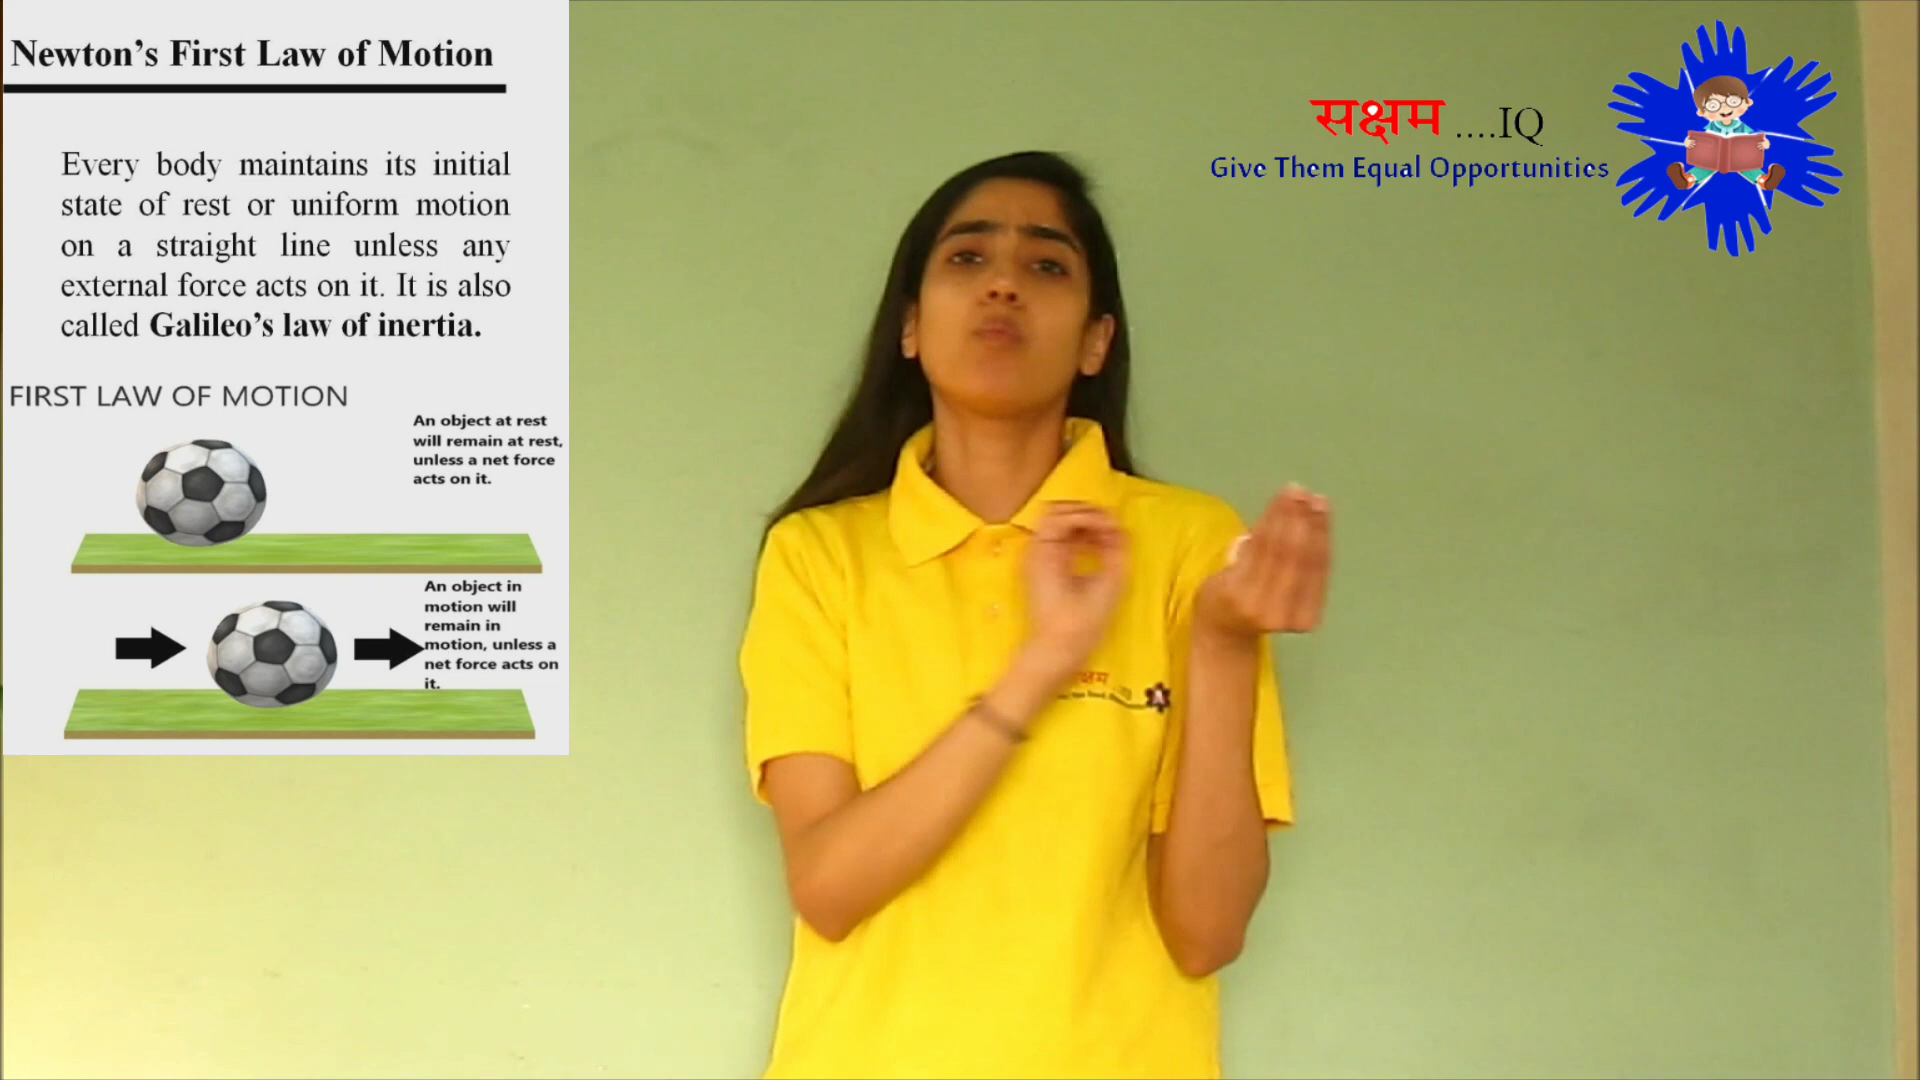 Newton's First Law of Motion
Every body maintains its initial
state of rest or uniform motion
on a straight line unless any
external force acts on it. It is also
called Galileo's law of inertia.
FIRST LAW OF MOTION
An object at rest
will remain at rest,
unless a net force
acts on it.
An object in
motion will
remain in
motion, unless a
net force acts on
it.
सक्षम ....IQ
Give Them Equal Opportunities